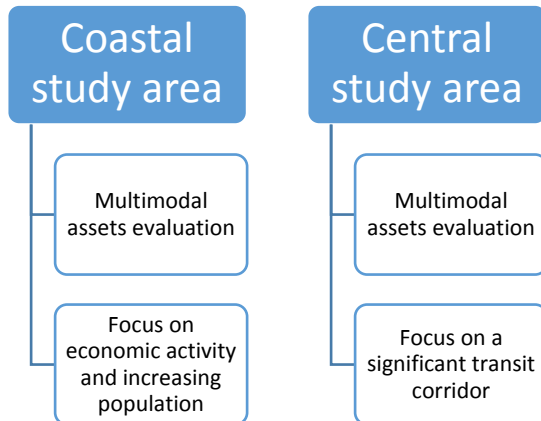 Coastal
study area
Multimodal
assets evaluation
Focus on
economic activity
and increasing
population
Central
study area
Multimodal
assets evaluation
Focus on a
significant transit
corridor